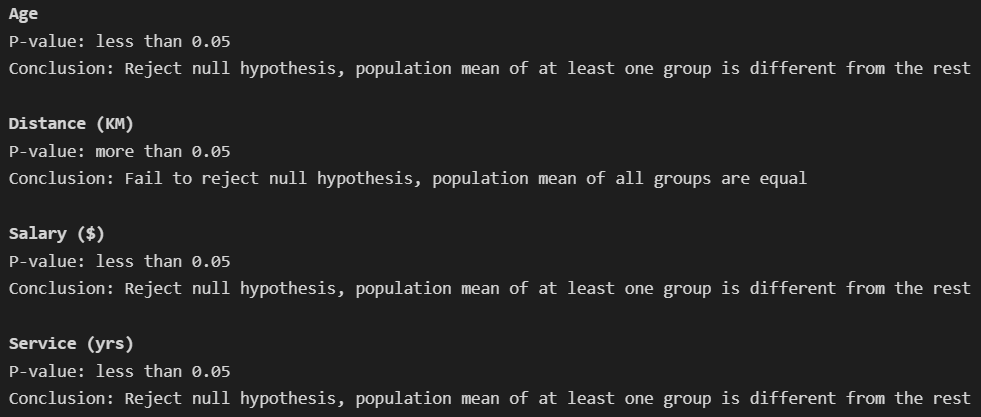 Age
P-value: less than 0.05
Conclusion: Reject null hypothesis, population mean of at least one group is different from the rest
Distance (KM)
P-value: more than 0.05
Conclusion: Fail to reject null hypothesis, population mean of all groups are equal
Salary ($)
P-value: less than 0.05
Conclusion: Reject null hypothesis, population mean of at least one group is different from the rest
Service (yrs)
P-value: less than 0.05
Conclusion: Reject null hypothesis, population mean of at least one group is different from the rest